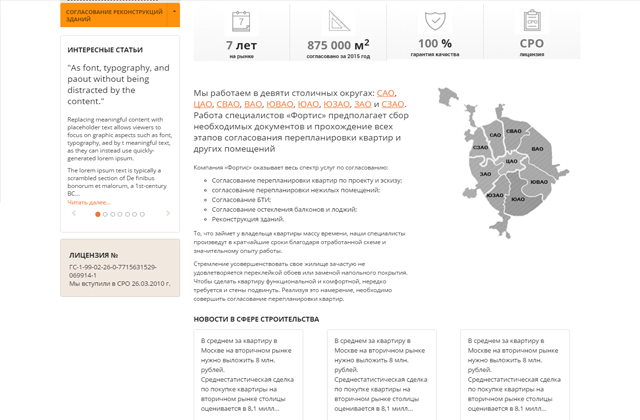 СОГЛАСОВАНИЕ РЕКОНСТРУКЦИЙ
ЗДАНИЙ
ИНТЕРЕСНЫЕ СТАТЬИ
"As font, typography, and
paout without being
distracted by the
content."
Replacing meaningful content with
placeholder text allows viewers to
focus on graphic aspects such as font,
typography, aed by t meaningful text,
as they can instead use quickly-
generated lorem ipsum.
The lorem ipsum text is typically a
scrambled section of De finibus
bonorum et malorum, a 1st-century
BC...
Читать далее...
ЛИЦЕНЗИЯ №
ГС-1-99-02-26-0-7715631529-
069914-1
Мы вступили в СРО 26.03.2010 г.
7
7 лет
на рынке
875 000 м2
согласовано за 2015 год
100 %
гарантия качества
СРО
СРО
лицензия
Мы работаем в девяти столичных округах: САО,
ЦАО, СВАО, ВАО, ЮВАО, ЮАО, ЮЗАО, ЗАО и СЗАО.
Работа специалистов «Фортис» предполагает сбор
необходимых документов и прохождение всех
этапов согласования перепланировки квартир и
других помещений
Компания «Фортис» оказывает весь спектр услуг по согласованию:
Согласование перепланировки квартир по проекту и эскизу;
согласование перепланировки нежилых помещений;
Согласование БТИ;
Согласование остекления балконов и лоджий;
Реконструкция зданий.
То, что займет у владельца квартиры массу времени, наши специалисты
произведут в кратчайшие сроки благодаря отработанной схеме и
значительному опыту работы.
Стремление усовершенствовать свое жилище зачастую не
удовлетворяется переклейкой обоев или заменой напольного покрытия.
Чтобы сделать квартиру функциональной и комфортной, нередко
требуется и стены подвинуть. Реализуя это намерение, необходимо
совершить согласование перепланировки квартир.
САО
СВАО
СЗАО
ЦАО
ВАО
ЗАО
ЮВАО
ЮЗАО
ЮАО
НОВОСТИ В СФЕРЕ СТРОИТЕЛЬСТВА
В среднем за квартиру в
Москве на вторичном рынке
нужно выложить 8 млн.
рублей.
Среднестатистическая сделка
по покупке квартиры на
вторичном рынке столицы
оценивается в 8,1 милл...
В среднем за квартиру в
Москве на вторичном рынке
нужно выложить 8 млн.
рублей.
Среднестатистическая сделка
по покупке квартиры на
вторичном рынке столицы
оценивается в 8,1 милл...
В среднем за квартиру в
Москве на вторичном рынке
нужно выложить 8 млн.
рублей.
Среднестатистическая сделка
по покупке квартиры на
вторичном рынке столицы
оценивается в 8,1 милл...